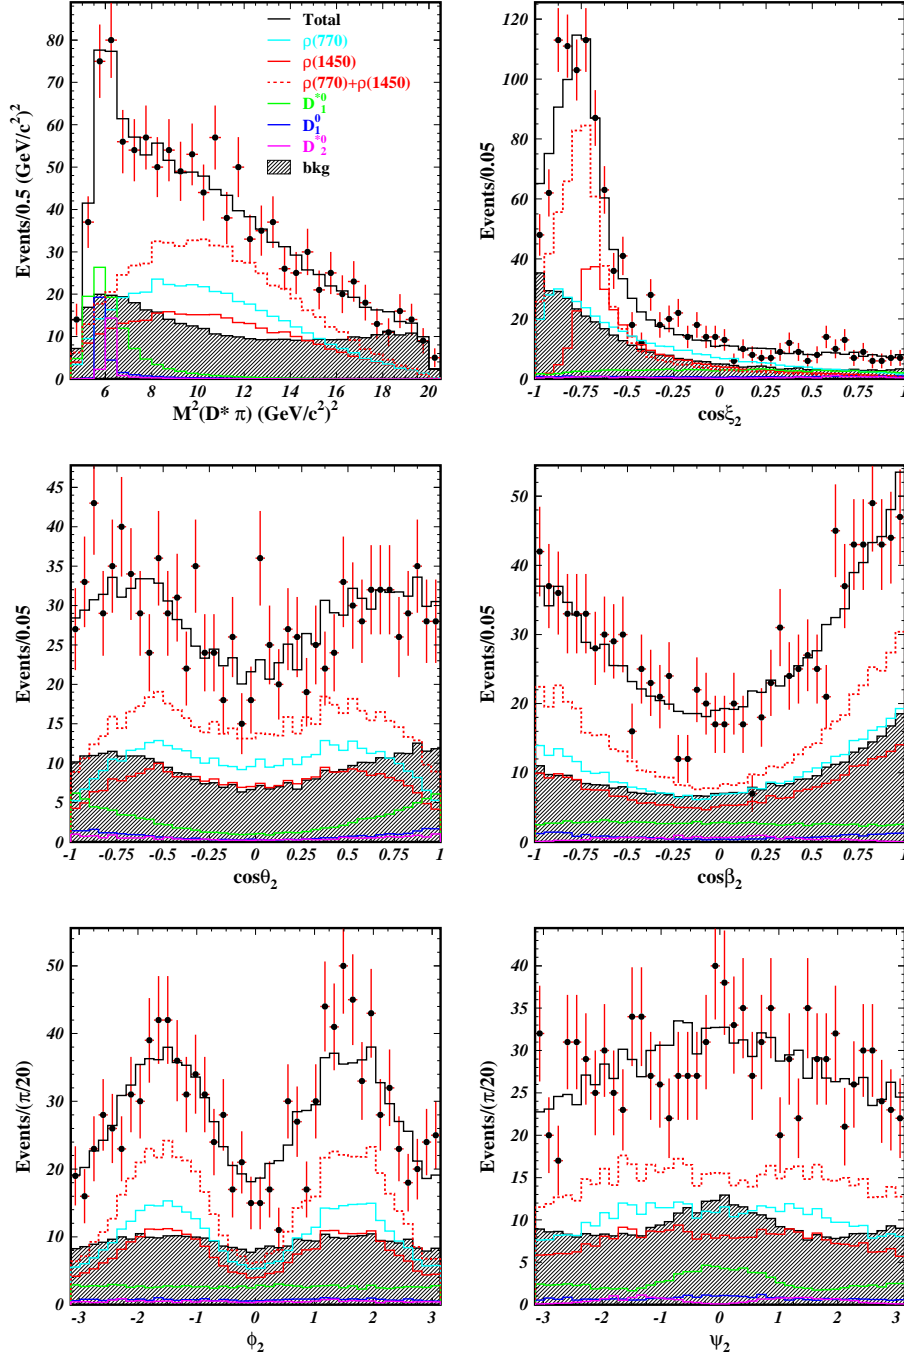 Total
ρ(770)
ρ(1450)
ρ(770)+ρ(1450)
D*0 1
D0 1
D*0 2
bkg
Events/0.5 (GeV/c²)²
0 10 20 30 40 50 60 70 80
6 8 10 12 14 16 18 20
M²(D* π) (GeV/c²)²
Events/0.05
0 20 40 60 80 100 120
-1 -0.75 -0.5 -0.25 0 0.25 0.5 0.75 1
cosξ₂
Events/0.05
0 5 10 15 20 25 30 35 40 45
-1 -0.75 -0.5 -0.25 0 0.25 0.5 0.75 1
cosθ₂
Events/0.05
0 10 20 30 40 50
-1 -0.75 -0.5 -0.25 0 0.25 0.5 0.75 1
cosβ₂
Events/(π/20)
0 10 20 30 40 50
-3 -2 -1 0 1 2 3
ϕ₂
Events/(π/20)
0 5 10 15 20 25 30 35 40
-3 -2 -1 0 1 2 3
ψ₂